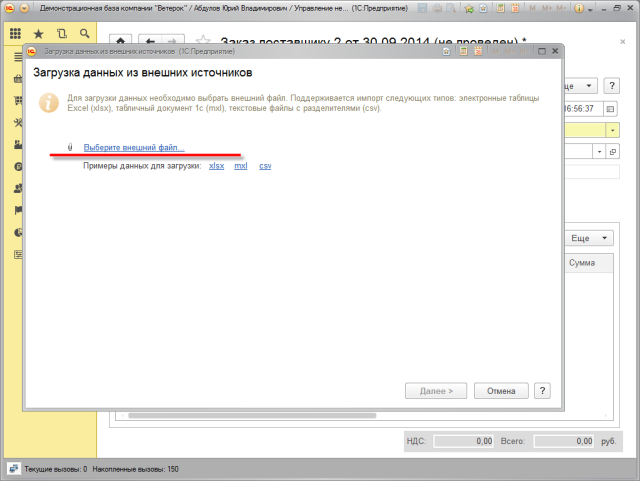 Демонстрационная база компании "Ветерок" / Абдулов Юрий Владимирович / Управление не... (1С:Предприятие)
M M+ M-
Заказ поставщику 2 от 30.09.2014 (не проведен) *
Загрузка данных из внешних источников (1С:Предприятие)
M M+ M-
Загрузка данных из внешних источников
Для загрузки данных необходимо выбрать внешний файл. Поддерживается импорт следующих типов: электронные таблицы
Excel (xlsx), табличный документ 1с (mxl), текстовые файлы с разделителями (csv).
ще
?
16:56:37
Выберите внешний файл...
Примеры данных для загрузки: xlsx mxl csv
Еще
Сумма
Далее > Отмена ?
НДС: 0,00 Всего: 0,00 руб.
Текущие вызовы: 0 Накопленные вызовы: 150